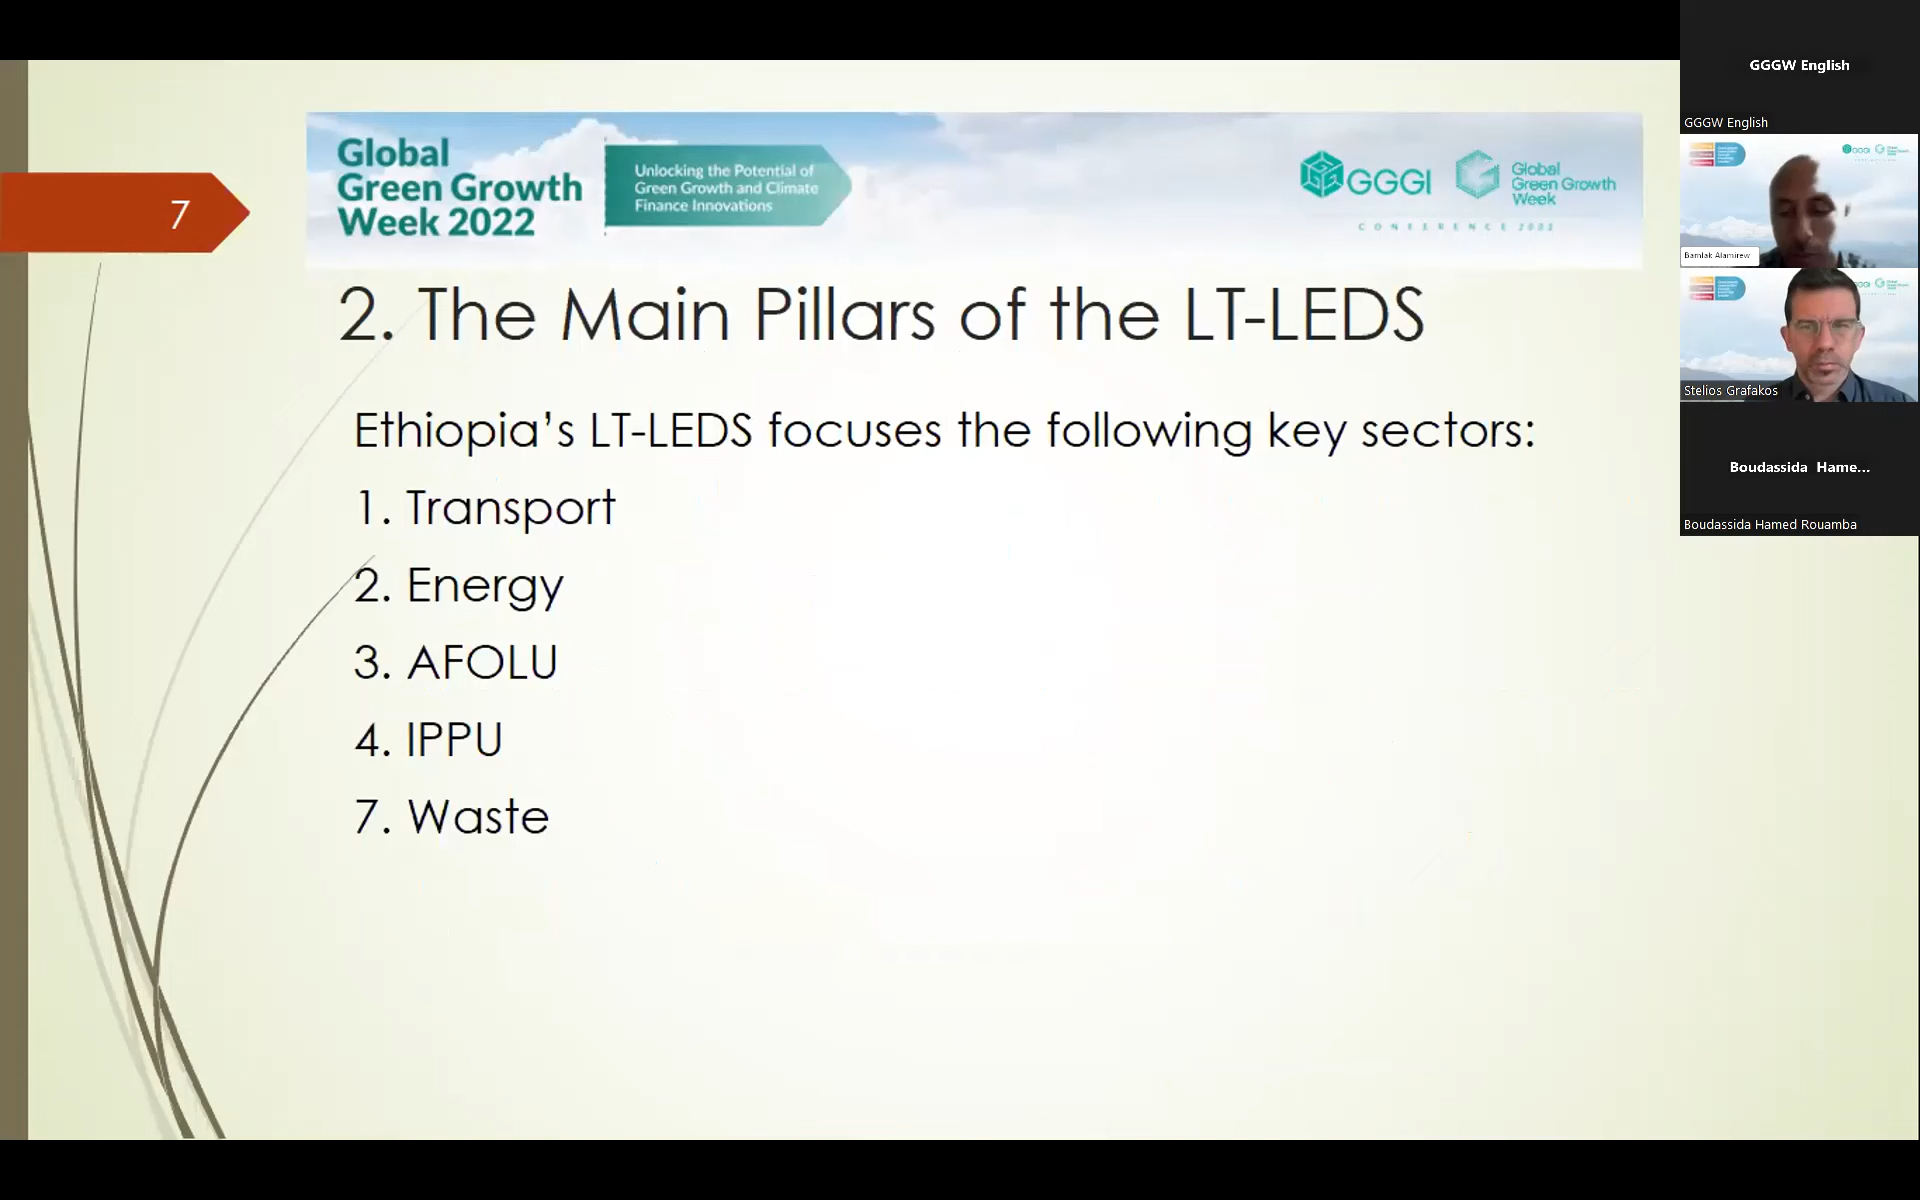 7
Global
Green Growth
Week 2022
Unlocking the Potential of
Green Growth and Climate
Finance Innovations
GGGI
Global
Green Growth
Week
CONFERENCE 2022
2. The Main Pillars of the LT-LEDS
Ethiopia’s LT-LEDS focuses the following key sectors:
1. Transport
2. Energy
3. AFOLU
4. IPPU
7. Waste
GGGW English
GGGW English
Bamlak Alamirew
Stelios Grafakos
Boudassida Hame...
Boudassida Hamed Rouamba